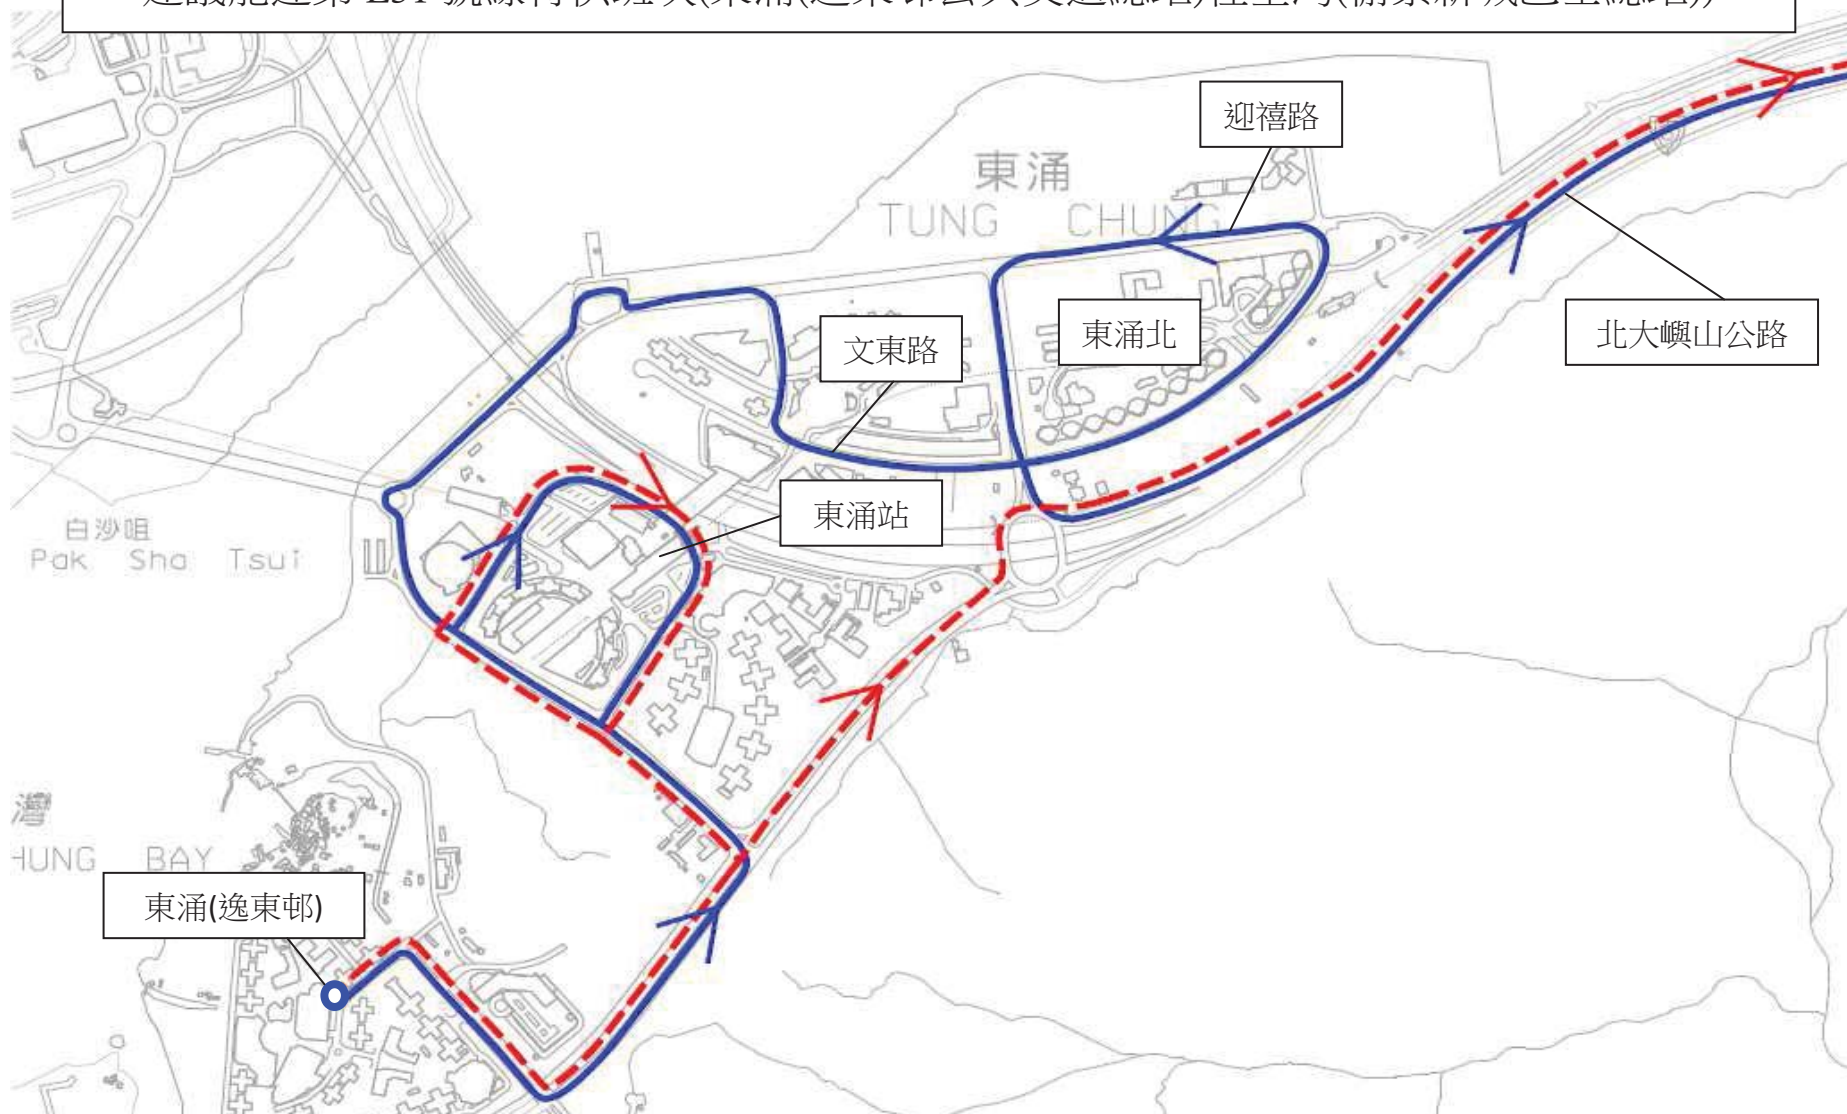 迎禧路
東涌
TUNG CHUNG
文東路
東涌北
北大嶼山公路
東涌站
白沙咀
Pak Sha Tsui
灣
HUNG BAY
東涌(逸東邨)